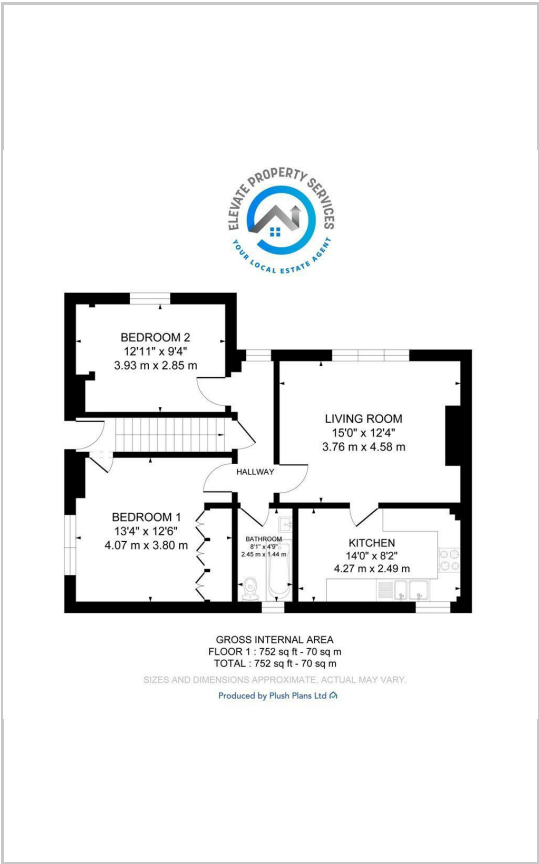 ELEVATE PROPERTY SERVICES
YOUR LOCAL ESTATE AGENT
BEDROOM 2
12'11" x 9'4"
3.93 m x 2.85 m
LIVING ROOM
15'0" x 12'4"
3.76 m x 4.58 m
HALLWAY
BEDROOM 1
13'4" x 12'6"
4.07 m x 3.80 m
BATHROOM
8'1" x 4'9"
2.45 m x 1.44 m
KITCHEN
14'0" x 8'2"
4.27 m x 2.49 m
GROSS INTERNAL AREA
FLOOR 1 : 752 sq ft - 70 sq m
TOTAL : 752 sq ft - 70 sq m
SIZES AND DIMENSIONS APPROXIMATE, ACTUAL MAY VARY.
Produced by Plush Plans Ltd